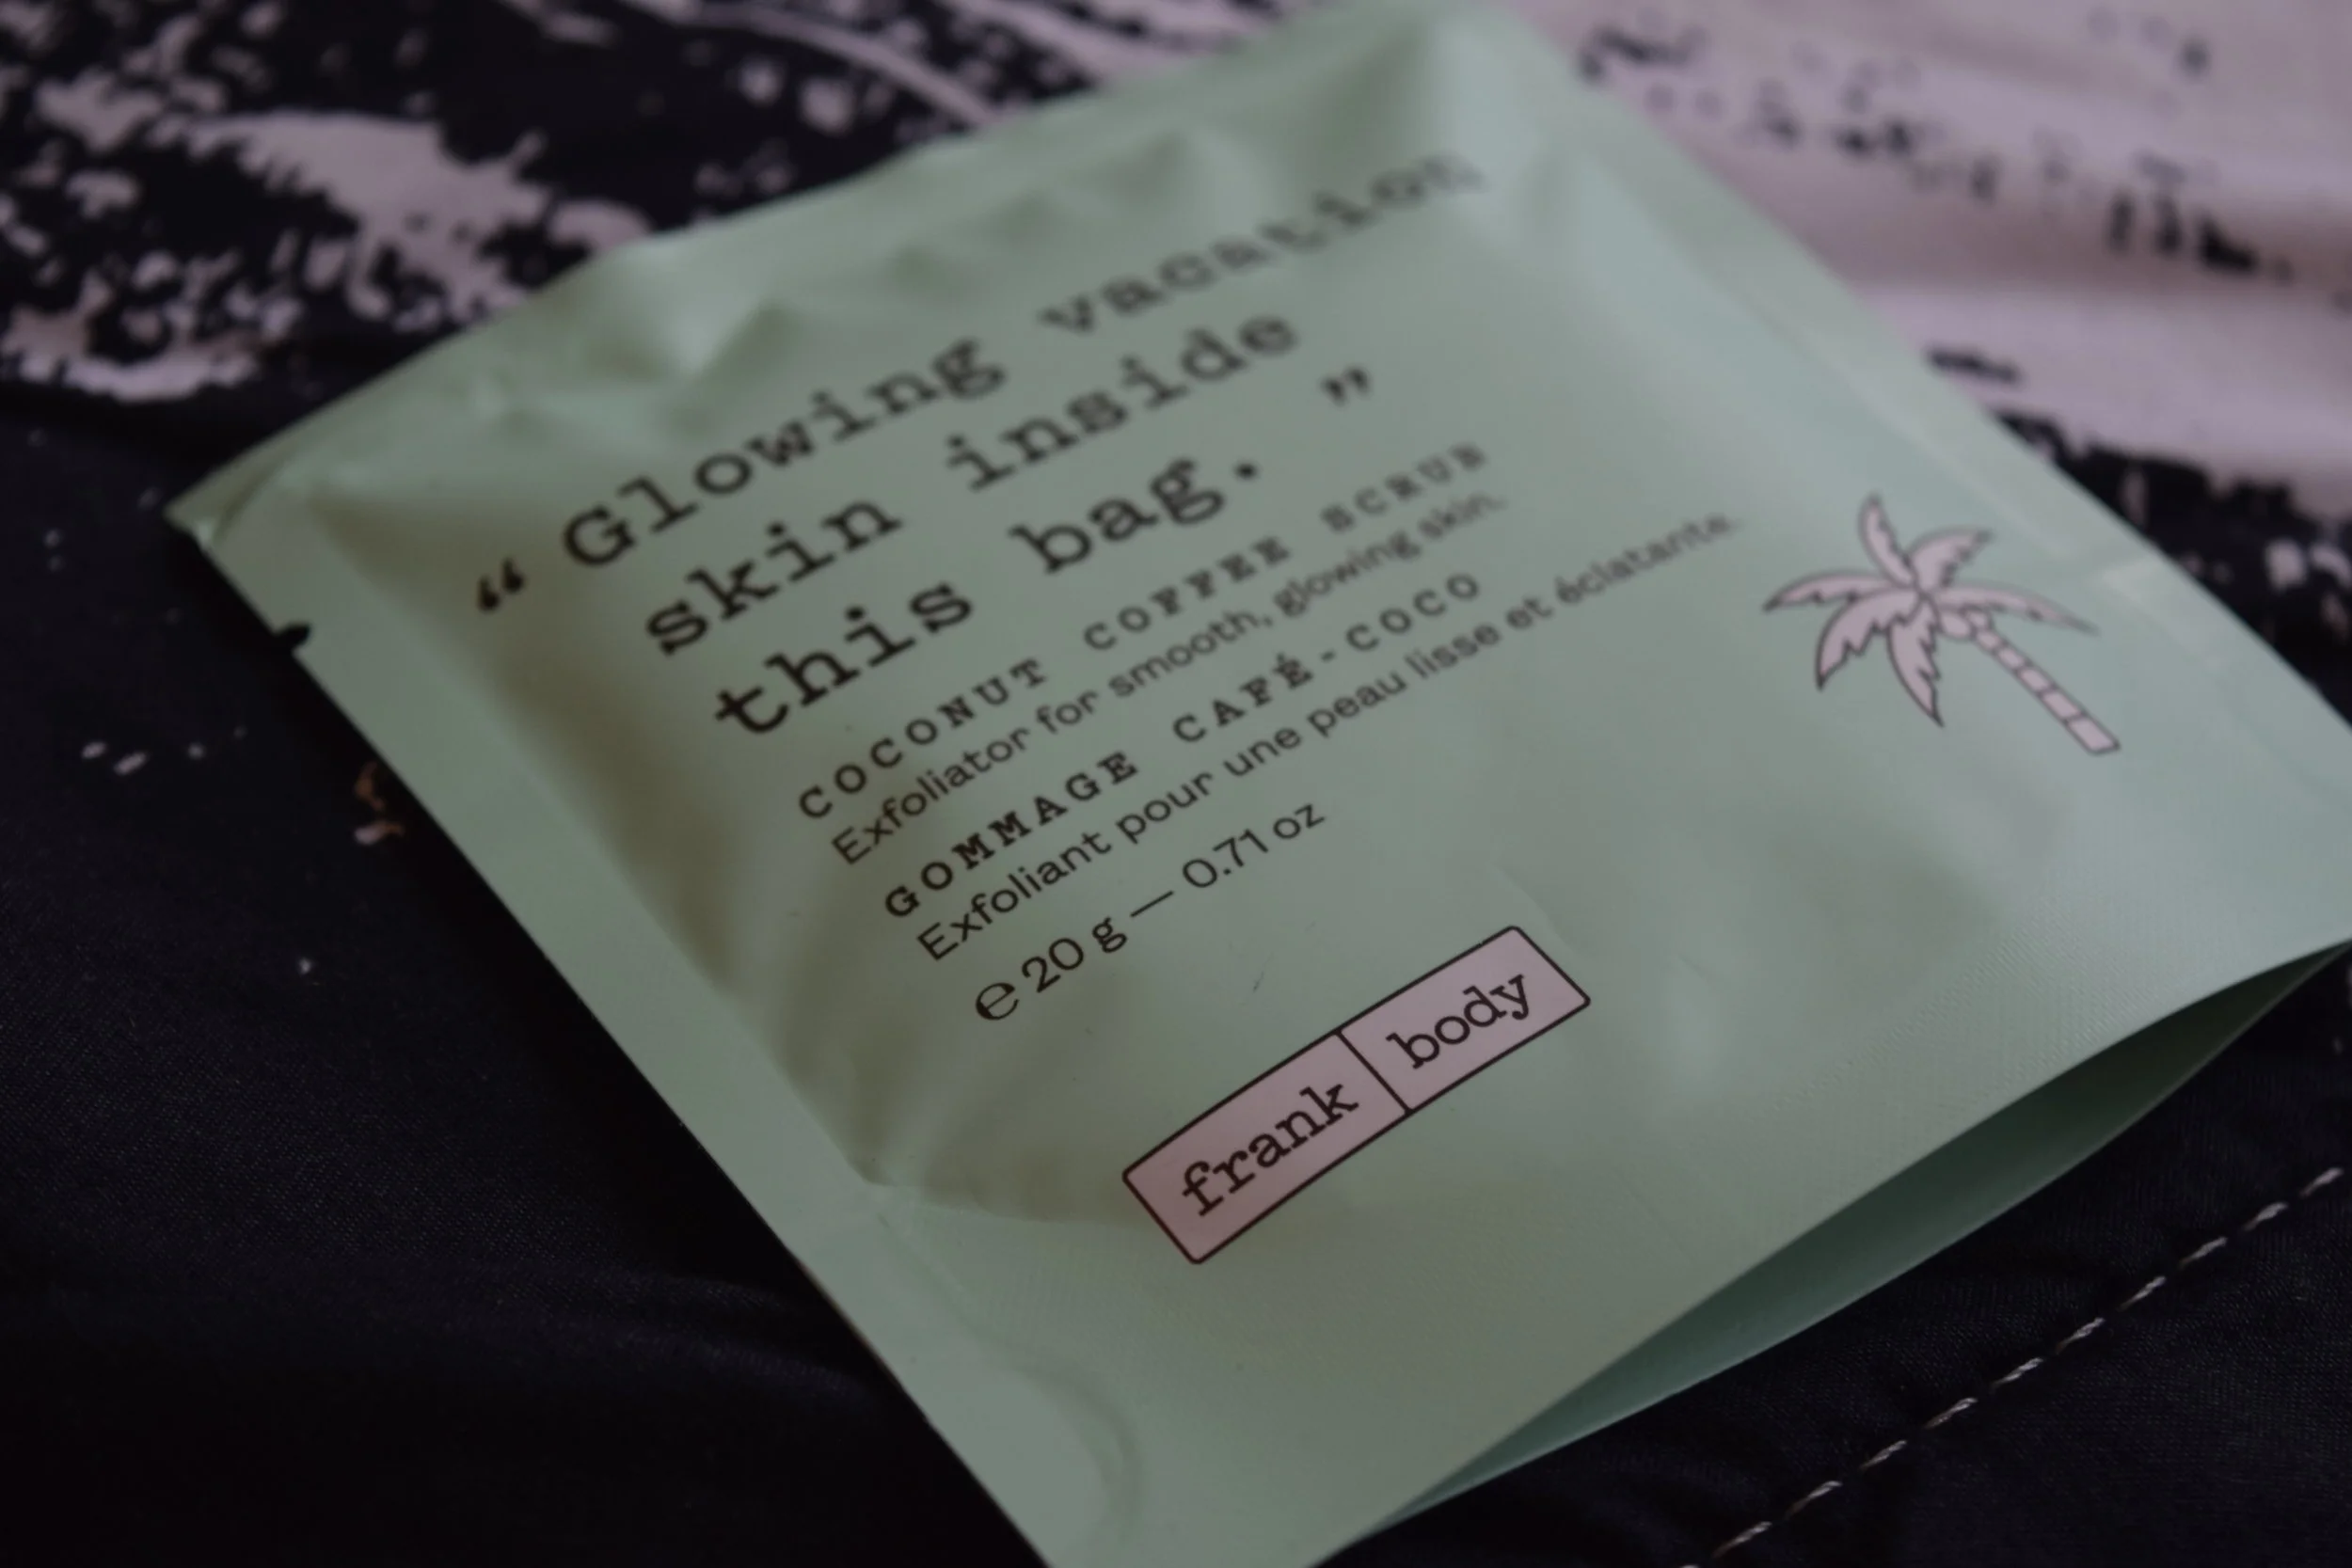 “Glowing vacation
skin inside
this bag.”
COCONUT COFFEE SCRUB
Exfoliator for smooth, glowing skin.
GOMMAGE CAFÉ-COCO
Exfoliant pour une peau lisse et éclatante.
℮ 20 g — 0.71 oz
frank body